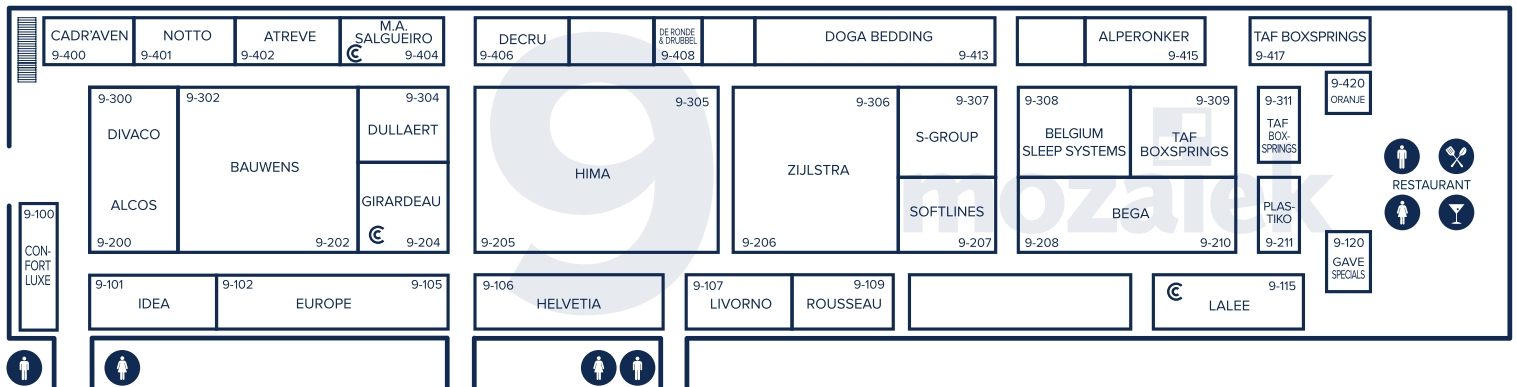 CADR'AVEN
9-400
NOTTO
9-401
ATREVE
9-402
M.A.
SALGUEIRO
9-404
DECRU
9-406
DE RONDE
& DRUBBEL
9-408
DOGA BEDDING
9-413
ALPERONKER
9-415
TAF BOXSPRINGS
9-417
9-420
ORANJE
9-300
DIVACO
ALCOS
9-200
9-302
BAUWENS
9-202
9-304
DULLAERT
GIRARDEAU
9-204
9-305
HIMA
9-205
9-306
ZIJLSTRA
9-206
9-307
S-GROUP
SOFTLINES
9-207
9-308
BELGIUM
SLEEP SYSTEMS
9-309
TAF
BOXSPRINGS
BEGA
9-208
9-210
9-311
TAF
BOX-
SPRINGS
PLAS-
TIKO
9-211
RESTAURANT
9-120
GAVE
SPECIALS
9-100
CON-
FORT
LUXE
9-101
IDEA
9-102
EUROPE
9-105
9-106
HELVETIA
9-107
LIVORNO
9-109
ROUSSEAU
9-115
LALEE
9
mozaïek